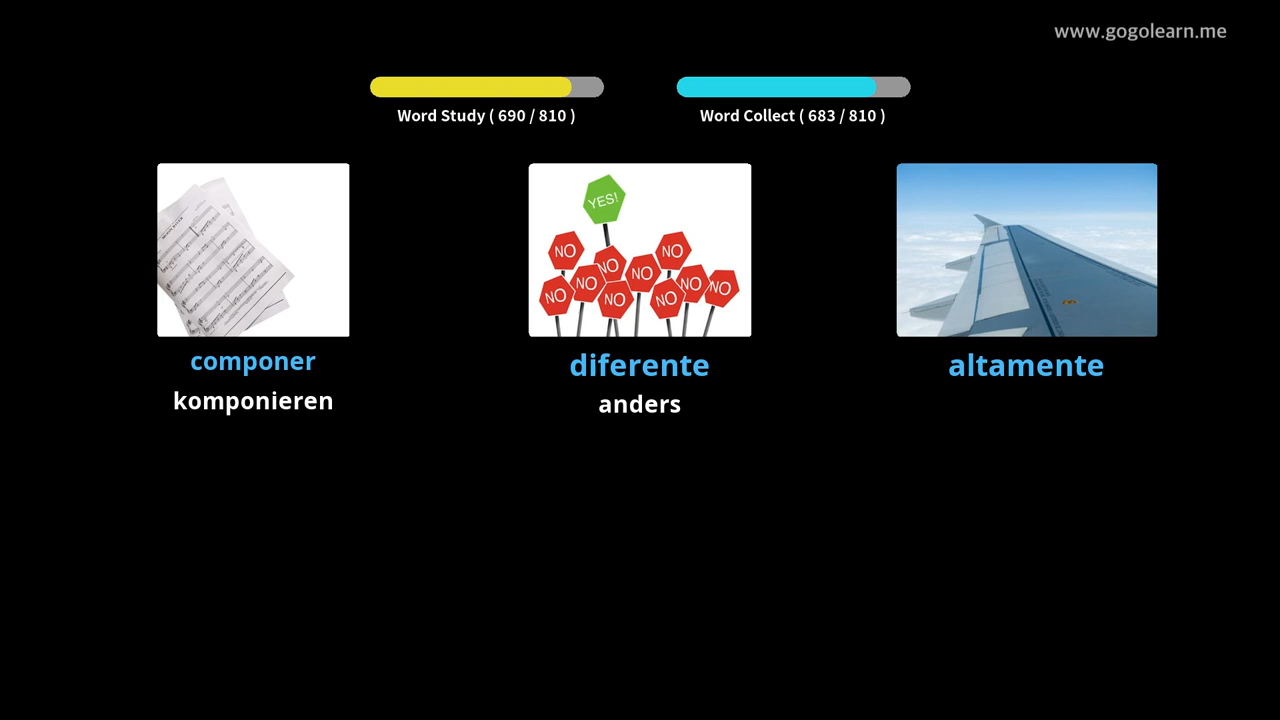 www.gogolearn.me
Word Study ( 690 / 810 )
Word Collect ( 683 / 810 )
YES!
NO
NO
NO
NO
NO
NO
NO
NO
NO
NO
componer
diferente
altamente
komponieren
anders